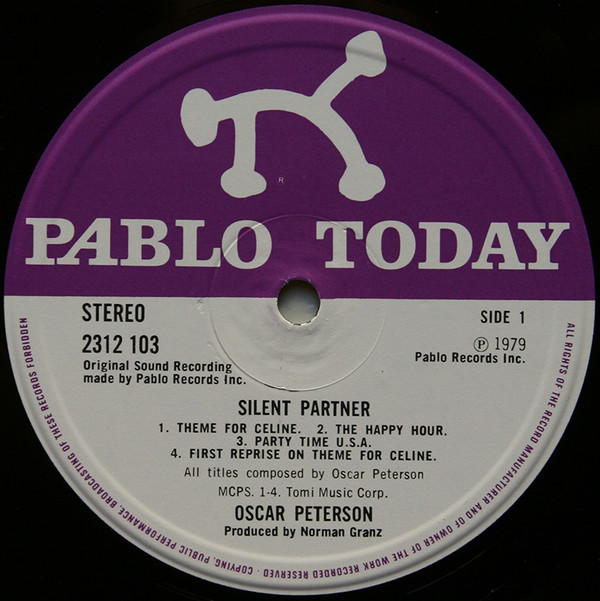 R
PABLO TODAY
STEREO
2312 103
Original Sound Recording
made by Pablo Records Inc.
SIDE 1
℗ 1979
Pablo Records Inc.
SILENT PARTNER
1. THEME FOR CELINE. 2. THE HAPPY HOUR.
3. PARTY TIME U.S.A.
4. FIRST REPRISE ON THEME FOR CELINE.
All titles composed by Oscar Peterson
MCPS. 1-4. Tomi Music Corp.
OSCAR PETERSON
Produced by Norman Granz
ALL RIGHTS OF THE RECORD MANUFACTURER AND OF OWNER OF THE WORK RECORDED RESERVED · COPYING, PUBLIC PERFORMANCE, BROADCASTING OF THESE RECORDS FORBIDDEN